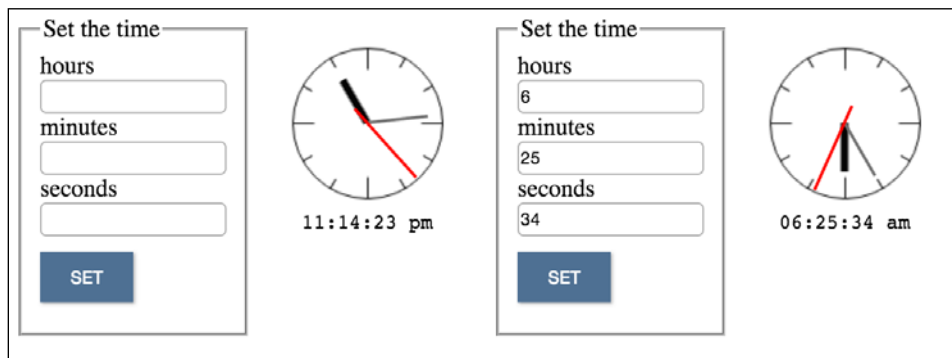 Set the time
hours
minutes
seconds
SET
11:14:23 pm
Set the time
hours
6
minutes
25
seconds
34
SET
06:25:34 am